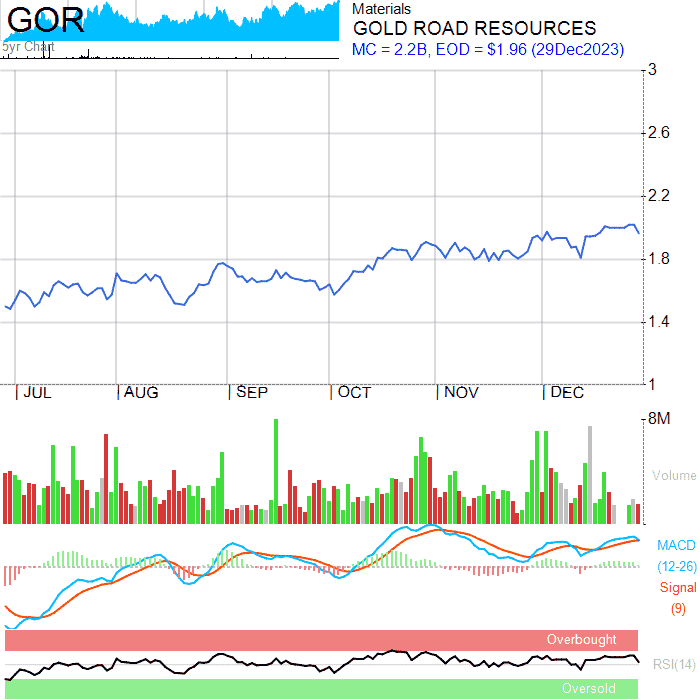 GOR
5yr Chart
Materials
GOLD ROAD RESOURCES
MC = 2.2B, EOD = $1.96 (29Dec2023)
3
2.6
2.2
1.8
1.4
1
JUL AUG SEP OCT NOV DEC
8M
Volume
MACD
(12-26)
Signal
(9)
Overbought
RSI(14)
Oversold